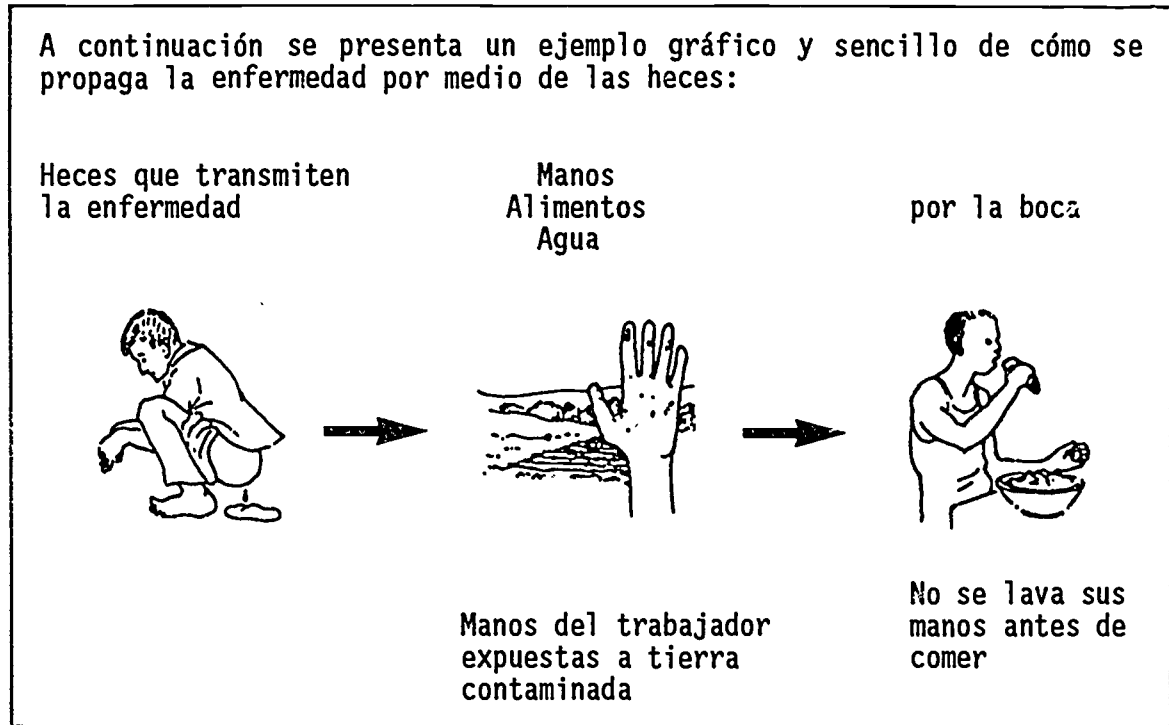 A continuación se presenta un ejemplo gráfico y sencillo de cómo se
propaga la enfermedad por medio de las heces:
Heces que transmiten
la enfermedad
Manos
Alimentos
Agua
por la boca
Manos del trabajador
expuestas a tierra
contaminada
No se lava sus
manos antes de
comer